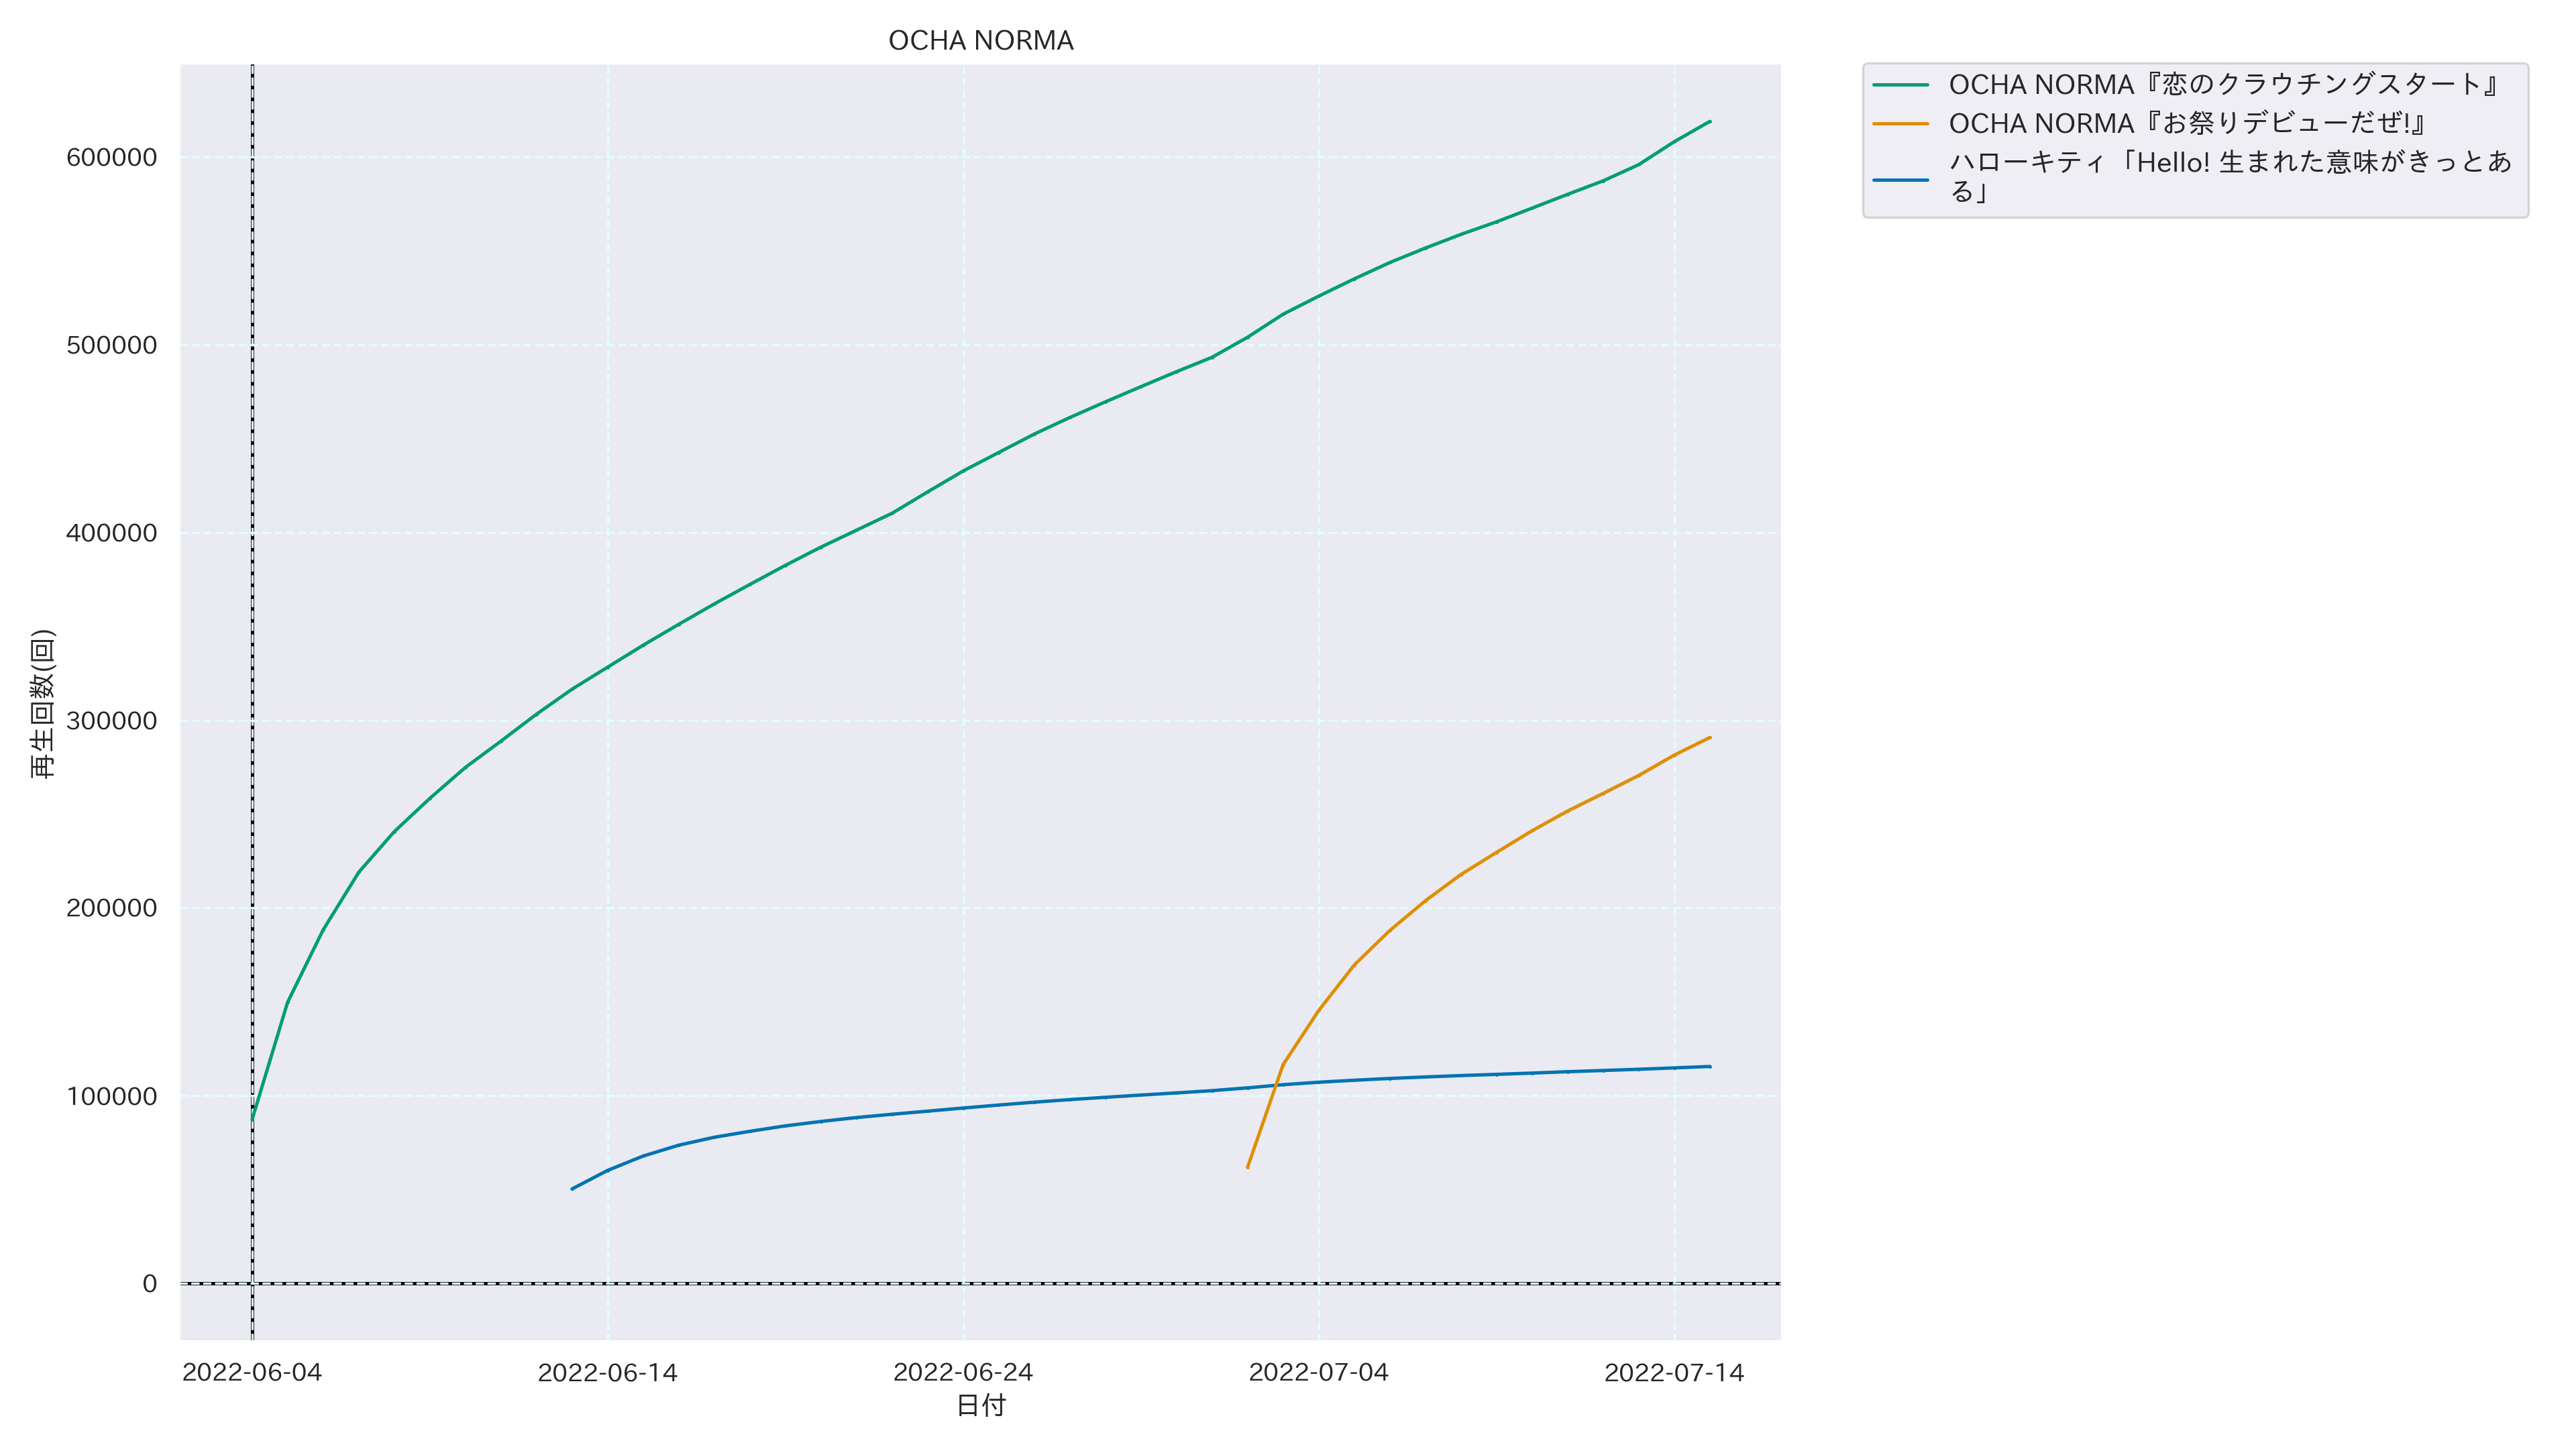 OCHA NORMA
OCHA NORMA『恋のクラウチングスタート』
OCHA NORMA『お祭りデビューだぜ!』
ハローキティ「Hello! 生まれた意味がきっとあ
る」
600000
500000
400000
300000
200000
100000
0
再生回数(回)
2022-06-04
2022-06-14
2022-06-24
2022-07-04
2022-07-14
日付